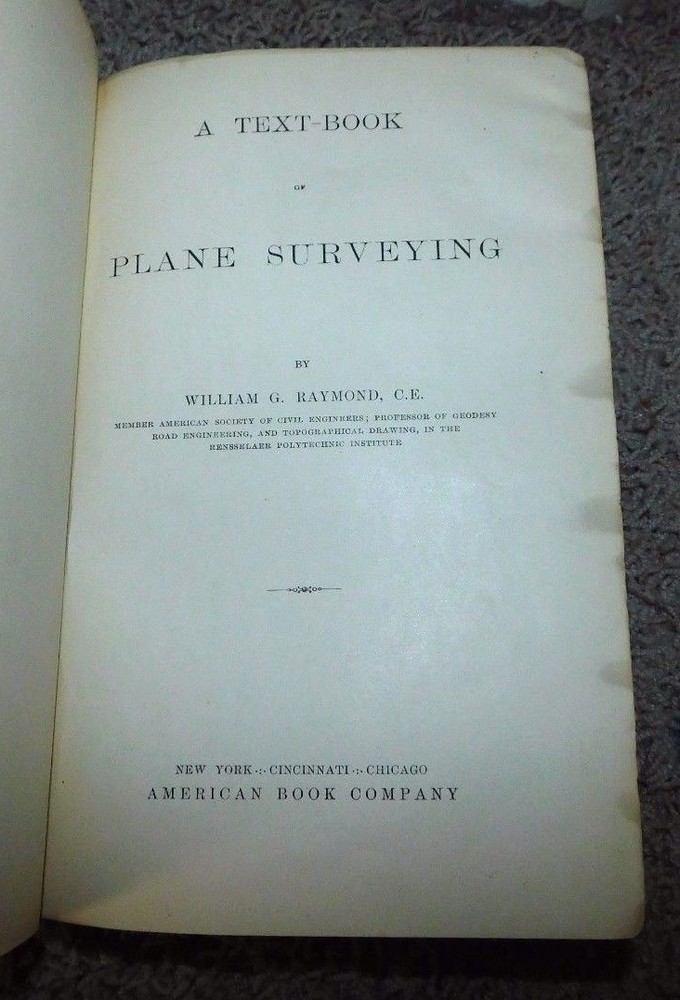 A TEXT-BOOK
OF
PLANE SURVEYING
BY
WILLIAM G. RAYMOND, C.E.
MEMBER AMERICAN SOCIETY OF CIVIL ENGINEERS; PROFESSOR OF GEODESY
ROAD ENGINEERING, AND TOPOGRAPHICAL DRAWING, IN THE
RENSSELAER POLYTECHNIC INSTITUTE
NEW YORK ·:· CINCINNATI ·:· CHICAGO
AMERICAN BOOK COMPANY